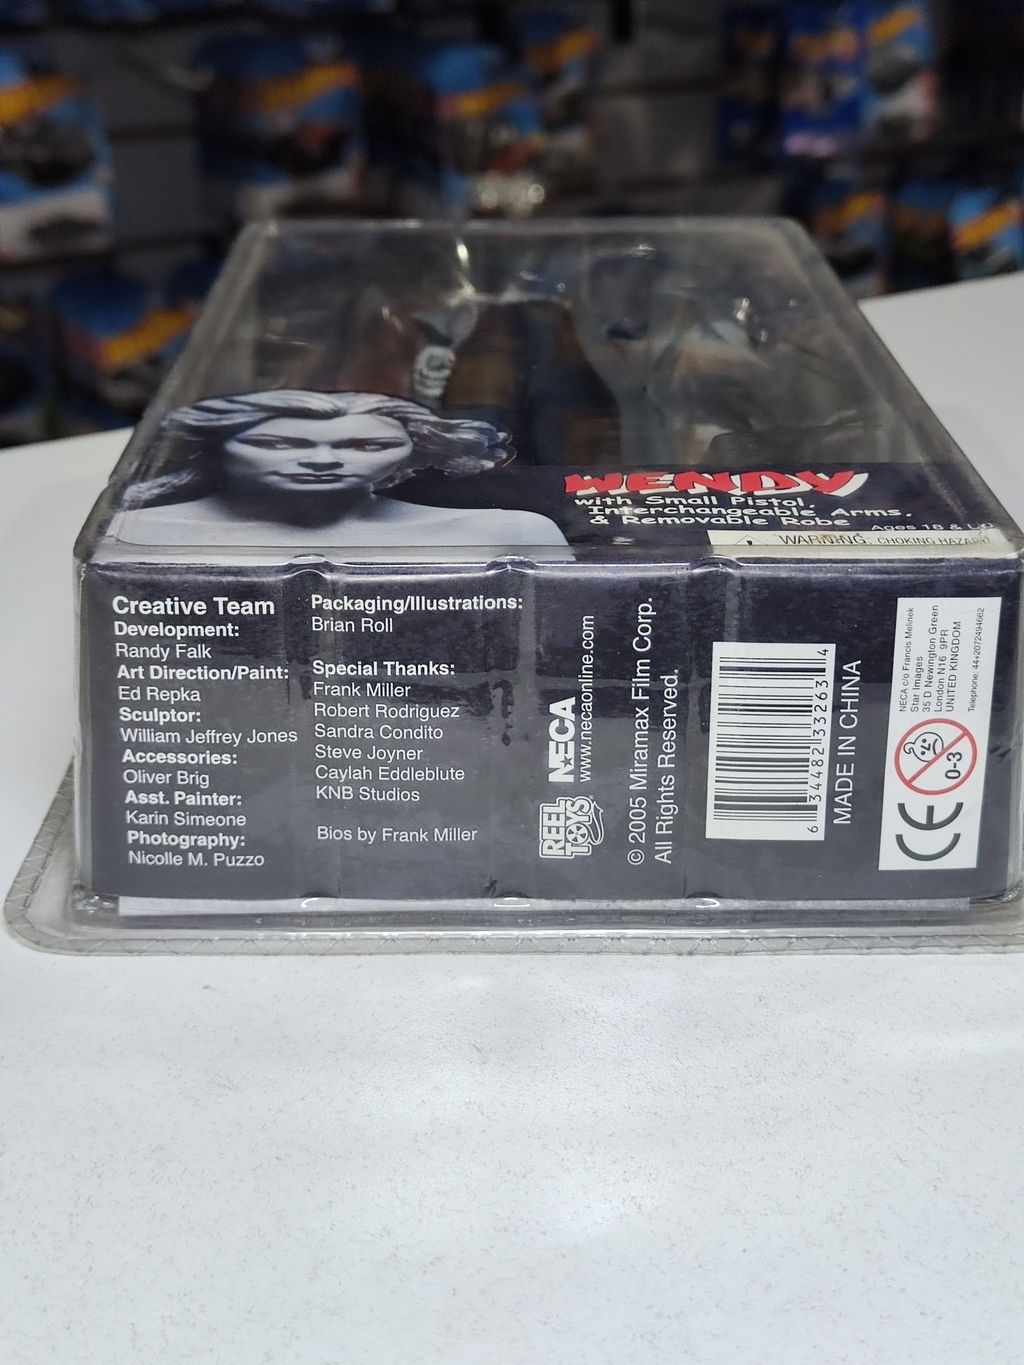 WENDY
with Small Pistol,
Interchangeable Arms,
& Removable Robe
Ages 18 & UP
WARNING: CHOKING HAZARD
Creative Team
Development:
Randy Falk
Art Direction/Paint:
Ed Repka
Sculptor:
William Jeffrey Jones
Accessories:
Oliver Brig
Asst. Painter:
Karin Simeone
Photography:
Nicolle M. Puzzo
Packaging/Illustrations:
Brian Roll
Special Thanks:
Frank Miller
Robert Rodriguez
Sandra Condito
Steve Joyner
Caylah Eddleblute
KNB Studios
Bios by Frank Miller
REEL
TOYS
NECA
www.necaonline.com
© 2005 Miramax Film Corp.
All Rights Reserved.
6 34482 33263 4
MADE IN CHINA
NECA c/o Francis Melinek
Star Images
35 D Newington Green
London N16 9PR
UNITED KINGDOM
Telephone: 44+2072494662
0-3
CE